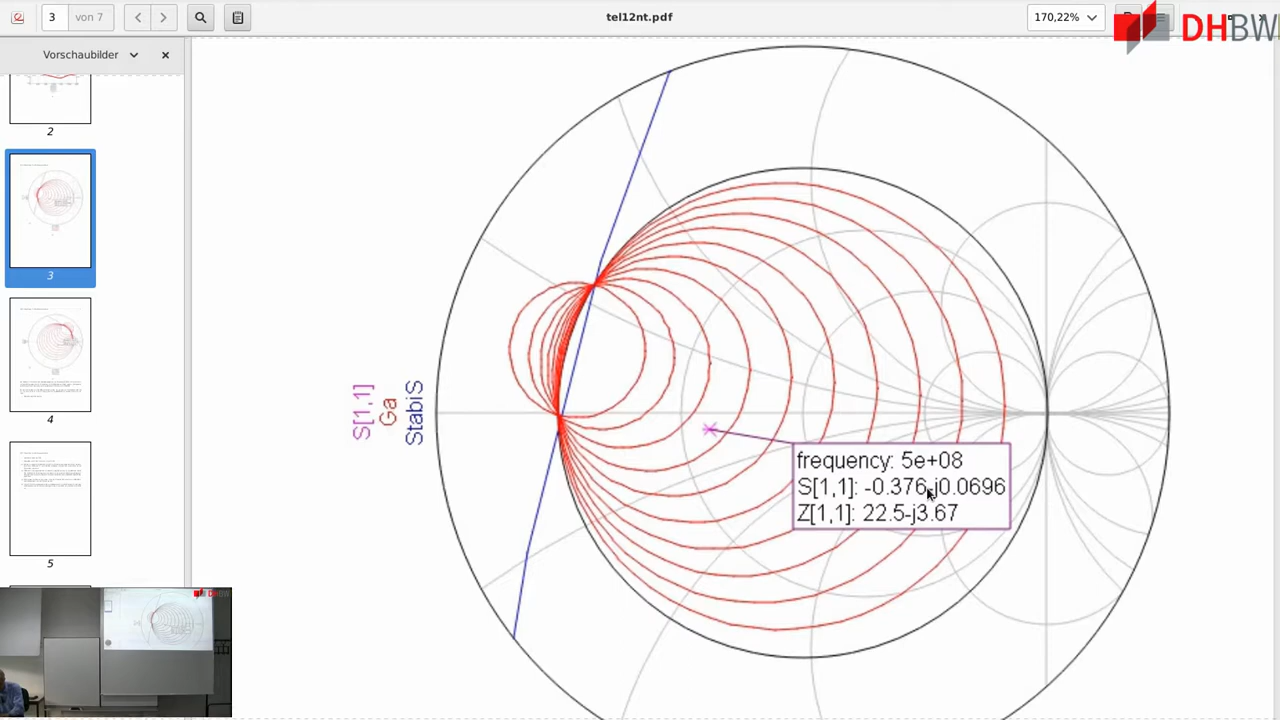 3
von 7
tel12nt.pdf
170,22%
DHBW
Vorschaubilder
2
3
4
5
S[1,1]
Ga
StabiS
frequency: 5e+08
S[1,1]: -0.376-j0.0696
Z[1,1]: 22.5-j3.67